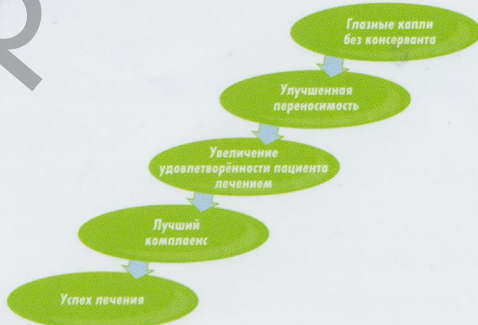 Глазные капли
без консерванта
Улучшенная
переносимость
Увеличение
удовлетворённости пациента
лечением
Лучший
комплаенс
Успех лечения